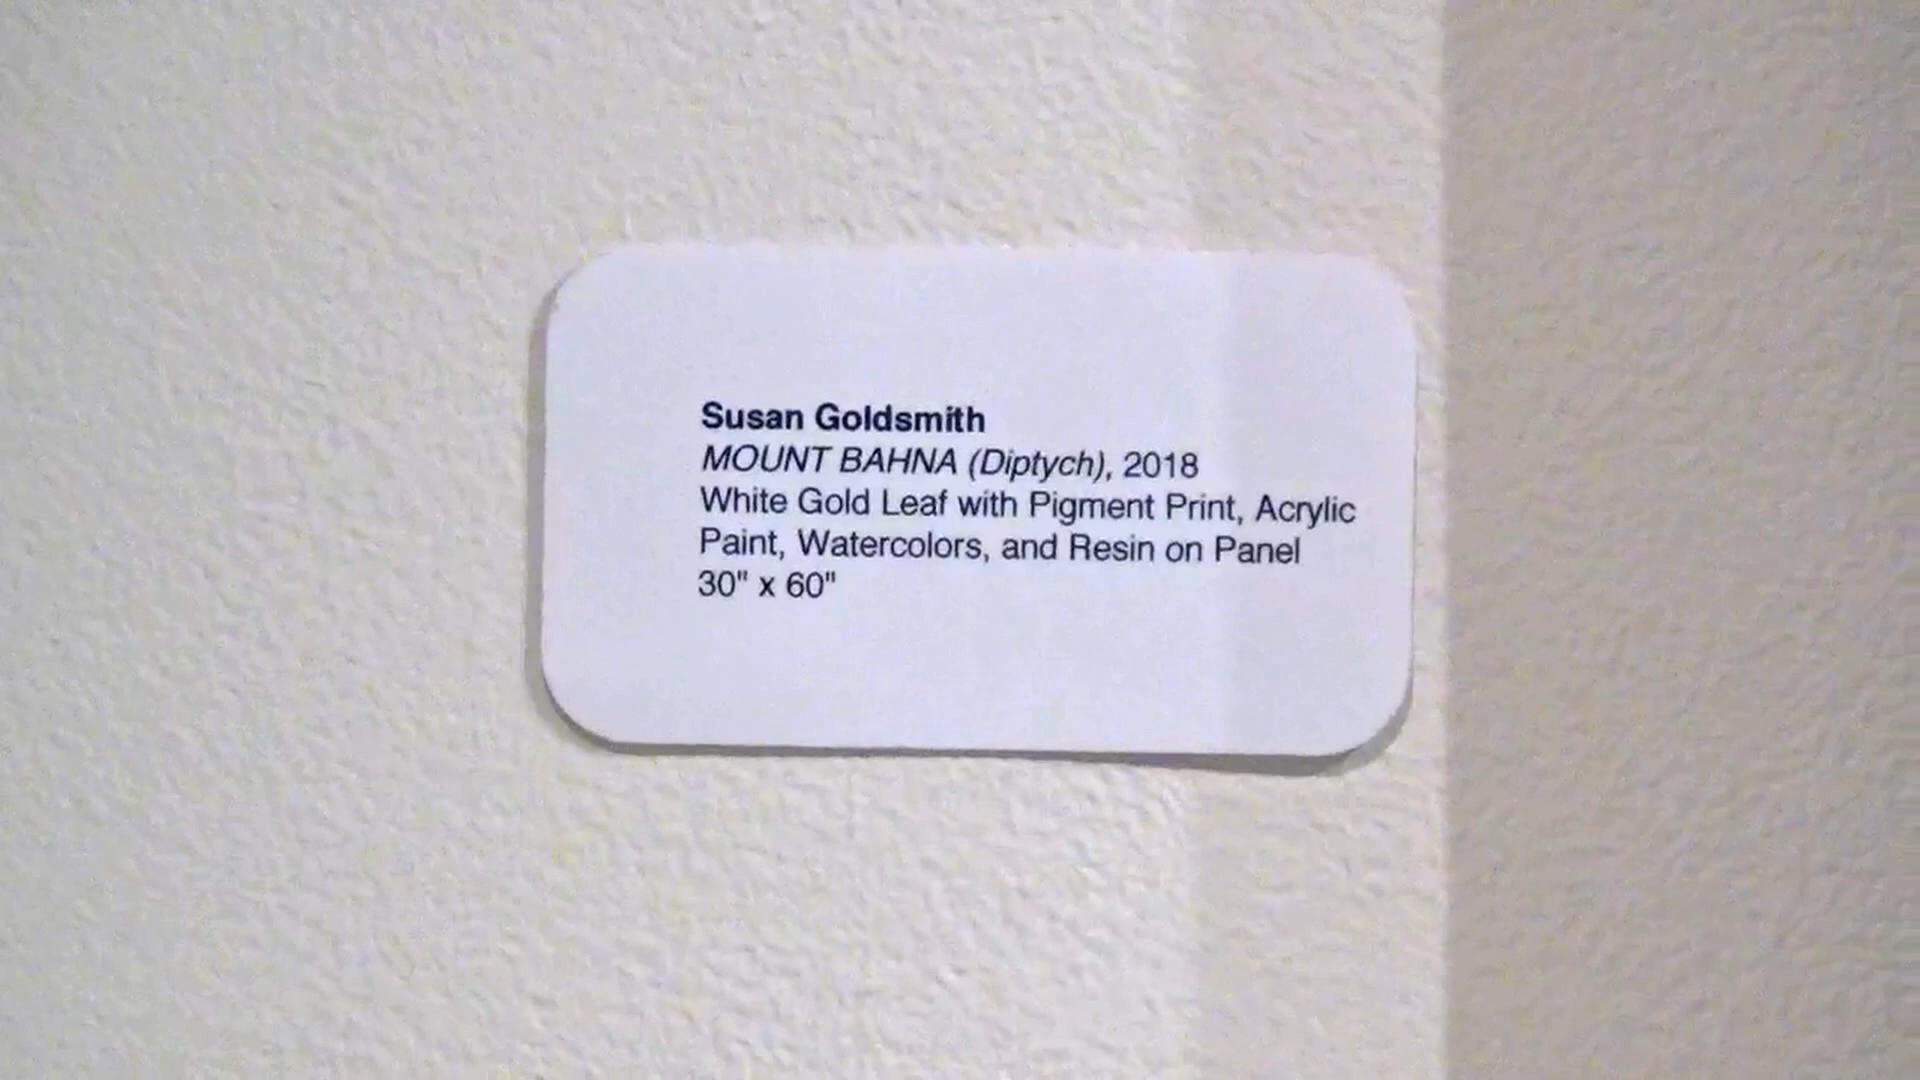 Susan Goldsmith
MOUNT BAHNA (Diptych), 2018
White Gold Leaf with Pigment Print, Acrylic
Paint, Watercolors, and Resin on Panel
30" x 60"